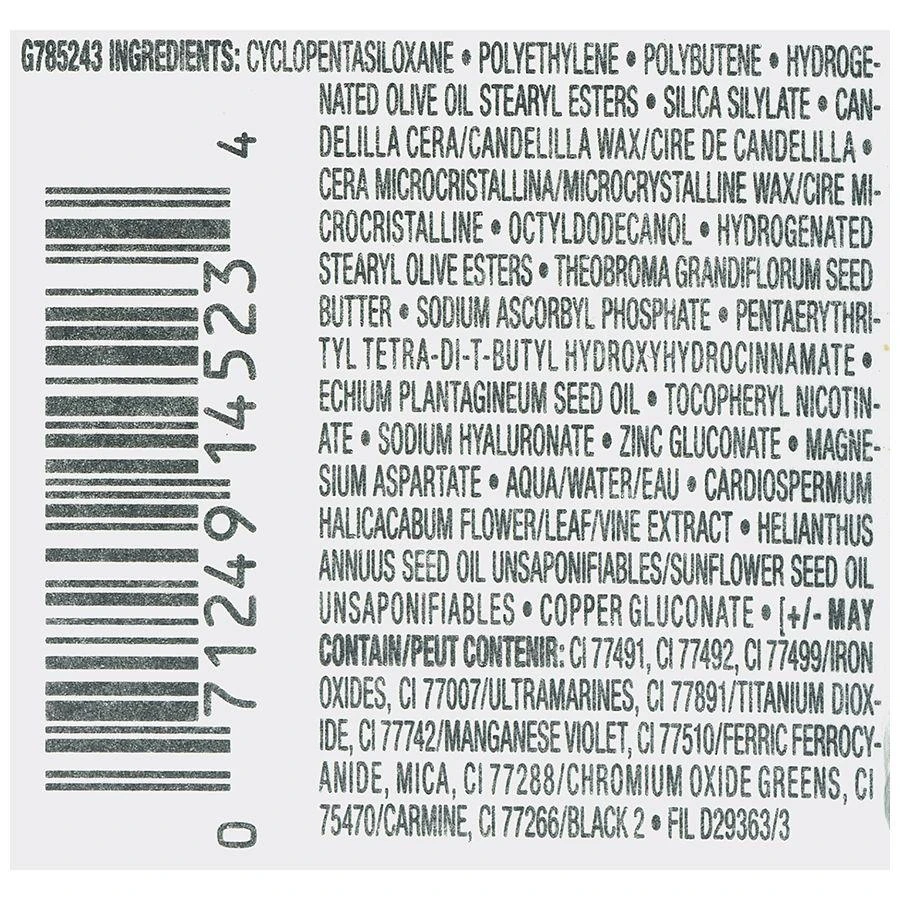 G785243 INGREDIENTS: CYCLOPENTASILOXANE • POLYETHYLENE • POLYBUTENE • HYDROGE-
NATED OLIVE OIL STEARYL ESTERS • SILICA SILYLATE • CAN-
DELILLA CERA/CANDELILLA WAX/CIRE DE CANDELILLA •
CERA MICROCRISTALLINA/MICROCRYSTALLINE WAX/CIRE MI-
CROCRISTALLINE • OCTYLDODECANOL • HYDROGENATED
STEARYL OLIVE ESTERS • THEOBROMA GRANDIFLORUM SEED
BUTTER • SODIUM ASCORBYL PHOSPHATE • PENTAERYTHRI-
TYL TETRA-DI-T-BUTYL HYDROXYHYDROCINNAMATE •
ECHIUM PLANTAGINEUM SEED OIL • TOCOPHERYL NICOTIN-
ATE • SODIUM HYALURONATE • ZINC GLUCONATE • MAGNE-
SIUM ASPARTATE • AQUA/WATER/EAU • CARDIOSPERMUM
HALICACABUM FLOWER/LEAF/VINE EXTRACT • HELIANTHUS
ANNUUS SEED OIL UNSAPONIFIABLES/SUNFLOWER SEED OIL
UNSAPONIFIABLES • COPPER GLUCONATE • [+/- MAY
CONTAIN/PEUT CONTENIR: CI 77491, CI 77492, CI 77499/IRON
OXIDES, CI 77007/ULTRAMARINES, CI 77891/TITANIUM DIOX-
IDE, CI 77742/MANGANESE VIOLET, CI 77510/FERRIC FERROCY-
ANIDE, MICA, CI 77288/CHROMIUM OXIDE GREENS, CI
75470/CARMINE, CI 77266/BLACK 2 • FIL D29363/3
0 71249 14523 4